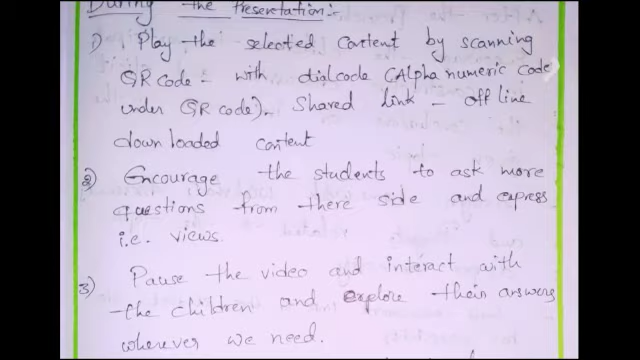 During the Presentation:-
1) Play the selected Content by scanning
QR code - with dialcode (Alpha numeric code
under QR code). Shared link - off line
down loaded content
2) Encourage the students to ask more
questions from there side and express
i.e. views.
3) Pause the video and interact with
the children and explore their answers
wherever we need.